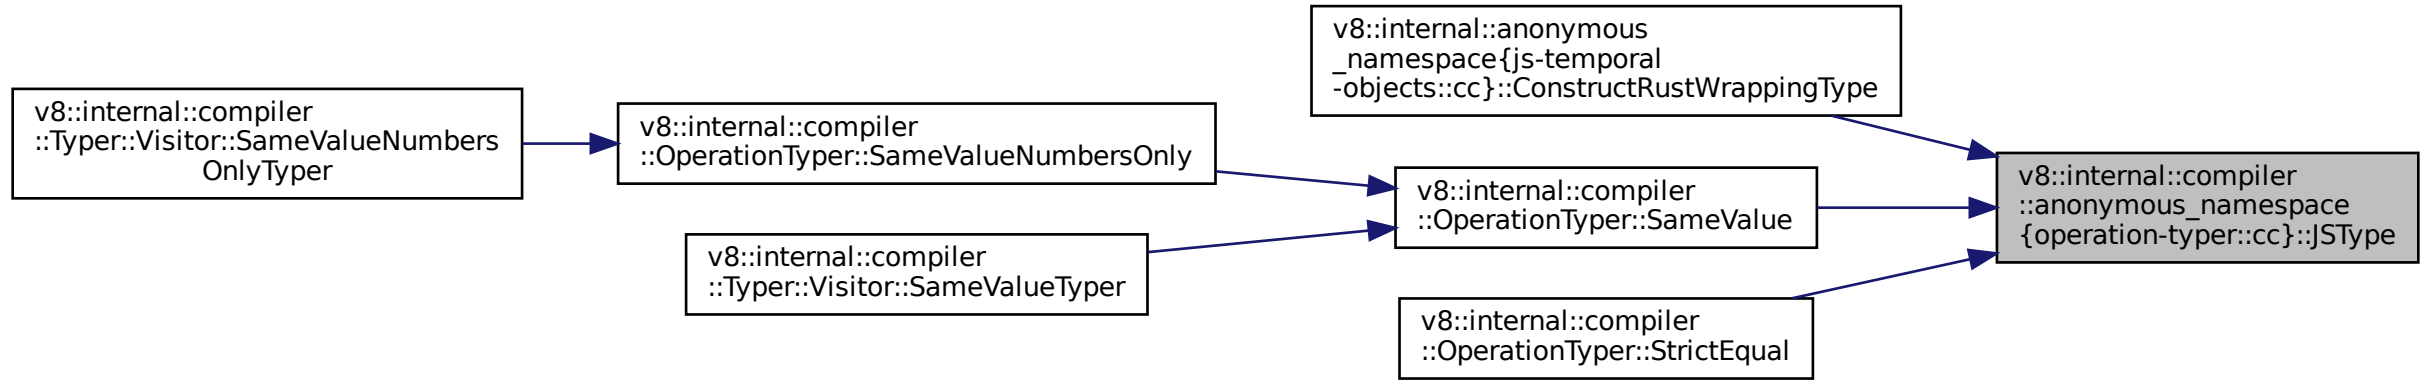 v8::internal::anonymous
_namespace{js-temporal
-objects::cc}::ConstructRustWrappingType
v8::internal::compiler
::Typer::Visitor::SameValueNumbers
OnlyTyper
v8::internal::compiler
::OperationTyper::SameValueNumbersOnly
v8::internal::compiler
::OperationTyper::SameValue
v8::internal::compiler
::anonymous_namespace
{operation-typer::cc}::JSType
v8::internal::compiler
::Typer::Visitor::SameValueTyper
v8::internal::compiler
::OperationTyper::StrictEqual